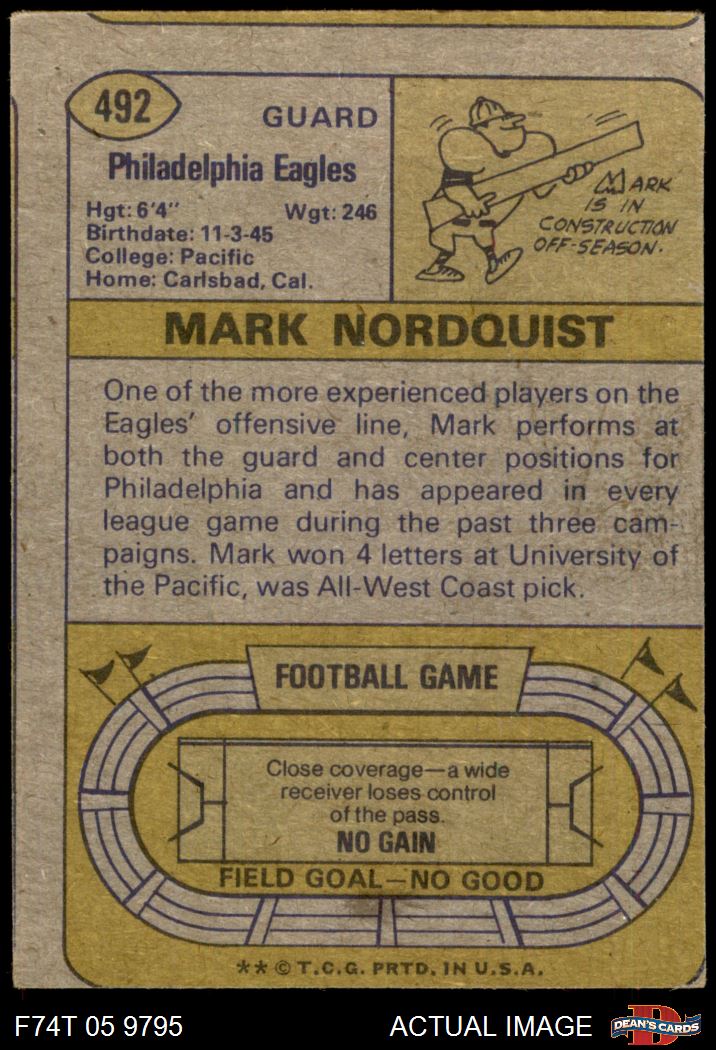 492
GUARD
Philadelphia Eagles
Hgt: 6'4" Wgt: 246
Birthdate: 11-3-45
College: Pacific
Home: Carlsbad, Cal.
MARK
IS IN
CONSTRUCTION
OFF-SEASON.
MARK NORDQUIST
One of the more experienced players on the
Eagles' offensive line, Mark performs at
both the guard and center positions for
Philadelphia and has appeared in every
league game during the past three cam-
paigns. Mark won 4 letters at University of
the Pacific, was All-West Coast pick.
FOOTBALL GAME
Close coverage—a wide
receiver loses control
of the pass.
NO GAIN
FIELD GOAL—NO GOOD
** © T.C.G. PRTD. IN U.S.A.
F74T 05 9795 ACTUAL IMAGE DEAN'S CARDS